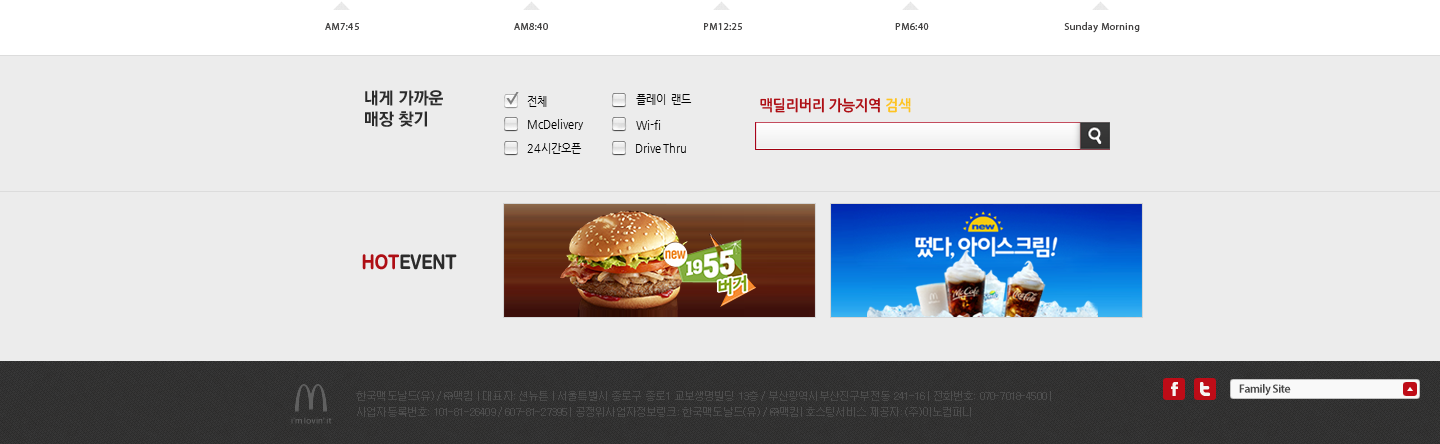 AM7:45 AM8:40 PM12:25 PM6:40 Sunday Morning
내게 가까운
매장 찾기
전체 플레이 랜드
McDelivery Wi-fi
24시간오픈 Drive Thru
맥딜리버리 가능지역 검색
HOTEVENT
new
1955
버거
new
떴다, 아이스크림!
McCafé
Coca-Cola
f t Family Site
i'm lovin' it
한국맥도날드(유) / ㈜맥킴 | 대표자: 션뉴튼 | 서울특별시 종로구 종로1 교보생명빌딩 13층 / 부산광역시부산진구부전동 241-16 | 전화번호: 070-7018-4500 |
사업자등록번호: 101-81-26409 / 607-81-27395 | 공정위사업자정보링크: 한국맥도날드(유) / ㈜맥킴 | 호스팅서비스 제공자: (주)이노컴퍼니